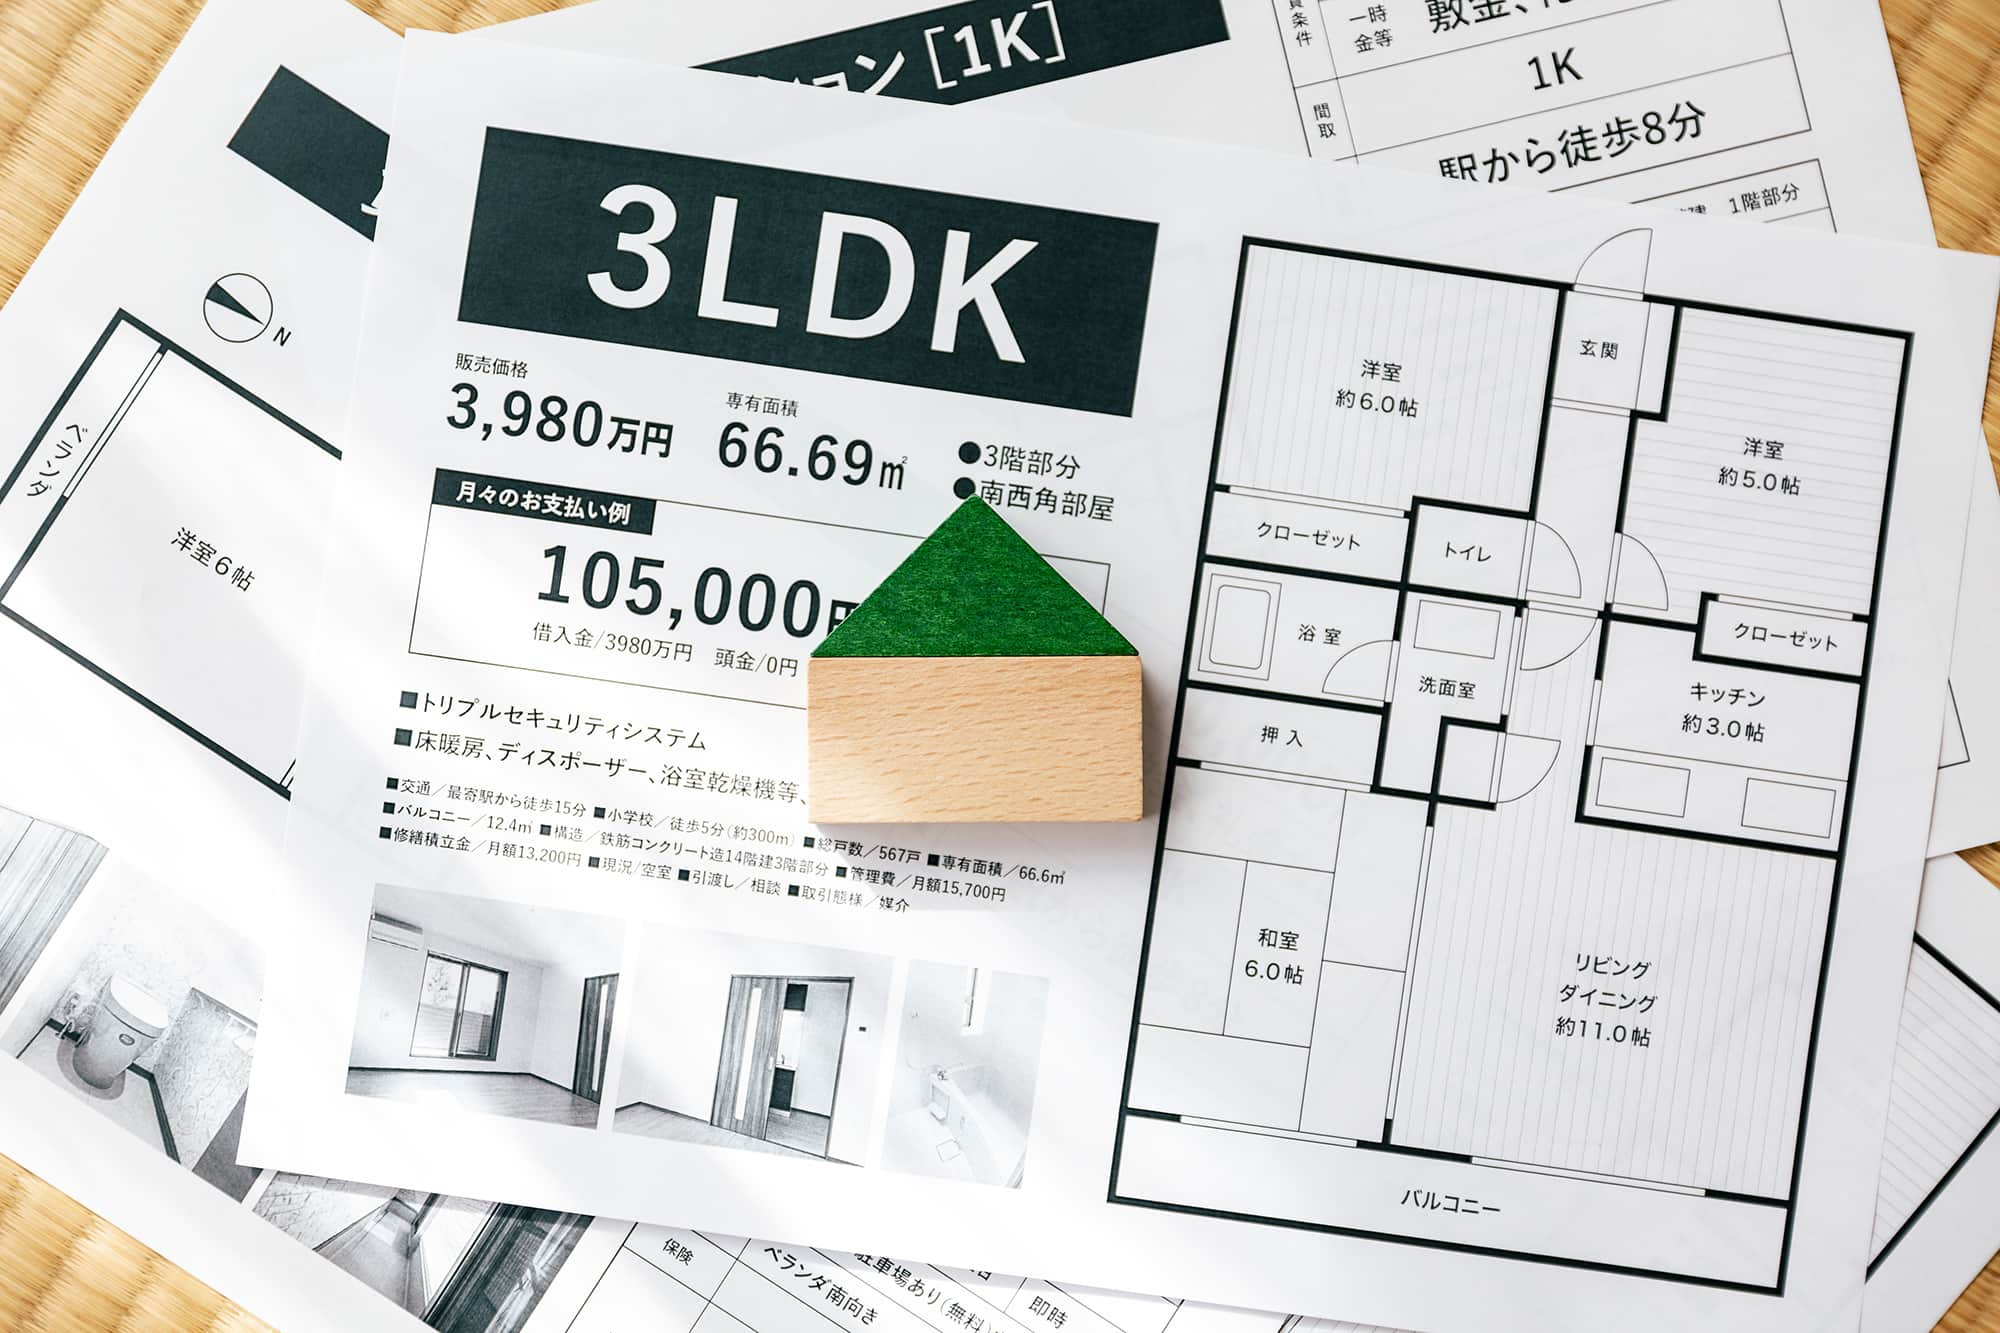 ョン［1K］
条件
一時
金等
敷金、
間取
1K
駅から徒歩8分
1階部分
N
ベランダ
洋室6帖
3LDK
販売価格
3,980万円
専有面積
66.69㎡
●3階部分
●南西角部屋
月々のお支払い例
105,000円
借入金/3980万円 頭金/0円
■トリプルセキュリティシステム
■床暖房、ディスポーザー、浴室乾燥機等、
■交通／最寄駅から徒歩15分 ■小学校／徒歩5分（約300m） ■総戸数／567戸 ■専有面積／66.6㎡
■バルコニー／12.4㎡ ■構造／鉄筋コンクリート造14階建3階部分 ■管理費／月額15,700円
■修繕積立金／月額13,200円 ■現況/空室 ■引渡し／相談 ■取引態様／媒介
玄関
洋室
約6.0帖
洋室
約5.0帖
クローゼット
トイレ
クローゼット
浴室
洗面室
キッチン
約3.0帖
押入
和室
6.0帖
リビング
ダイニング
約11.0帖
バルコニー
保険
ベランダ南向き
駐車場あり（無料）
即時